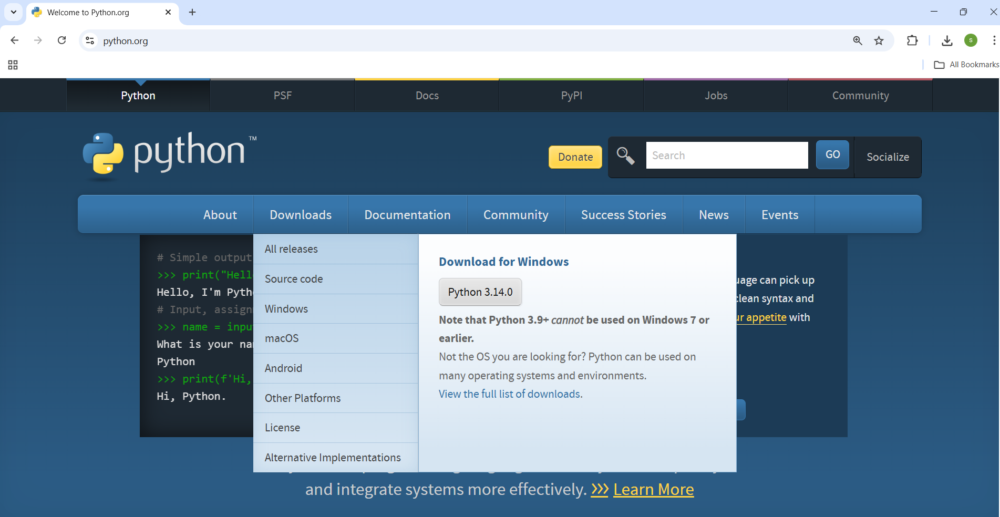 Welcome to Python.org
python.org
S
All Bookmarks
Python PSF Docs PyPI Jobs Community
python™
Donate Search GO Socialize
About Downloads Documentation Community Success Stories News Events
# Simple output
>>> print("Hell
Hello, I'm Pyth
# Input, assign
>>> name = inpu
What is your na
Python
>>> print(f'Hi,
Hi, Python.
All releases
Source code
Windows
macOS
Android
Other Platforms
License
Alternative Implementations
Download for Windows
Python 3.14.0
Note that Python 3.9+ cannot be used on Windows 7 or
earlier.
Not the OS you are looking for? Python can be used on
many operating systems and environments.
View the full list of downloads.
uage can pick up
clean syntax and
ur appetite with
and integrate systems more effectively. >>> Learn More